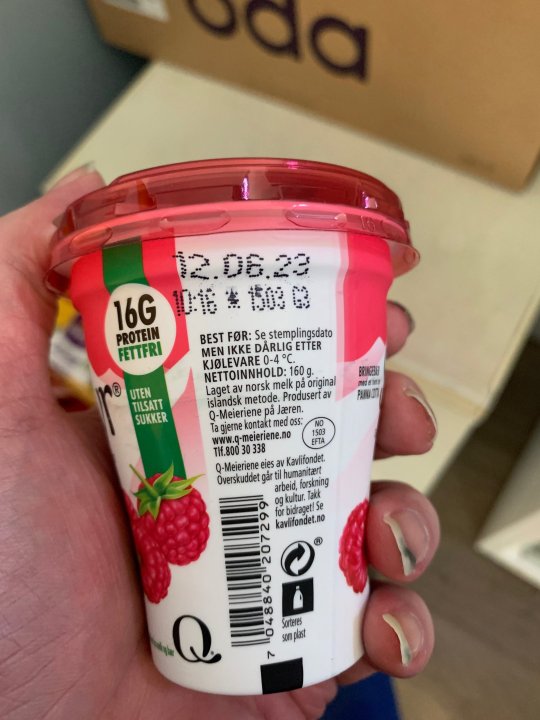 oda
12.06.23
10:16 * 1503 G3
16G
PROTEIN
FETTFRI
UTEN
TILSATT
SUKKER
r®
BEST FØR: Se stemplingsdato
MEN IKKE DÅRLIG ETTER
KJØLEVARE 0-4 °C.
NETTOINNHOLD: 160 g.
Laget av norsk melk på original
islandsk metode. Produsert av
Q-Meieriene på Jæren.
Ta gjerne kontakt med oss:
www.q-meieriene.no
Tlf.800 30 338
NO
1503
EFTA
Q-Meieriene eies av Kavlifondet.
Overskuddet går til humanitært
arbeid, forskning
og kultur. Takk
for bidraget! Se
kavlifondet.no
7 048840 207299
®
Sorteres
som plast
Q
PANNA COTTA